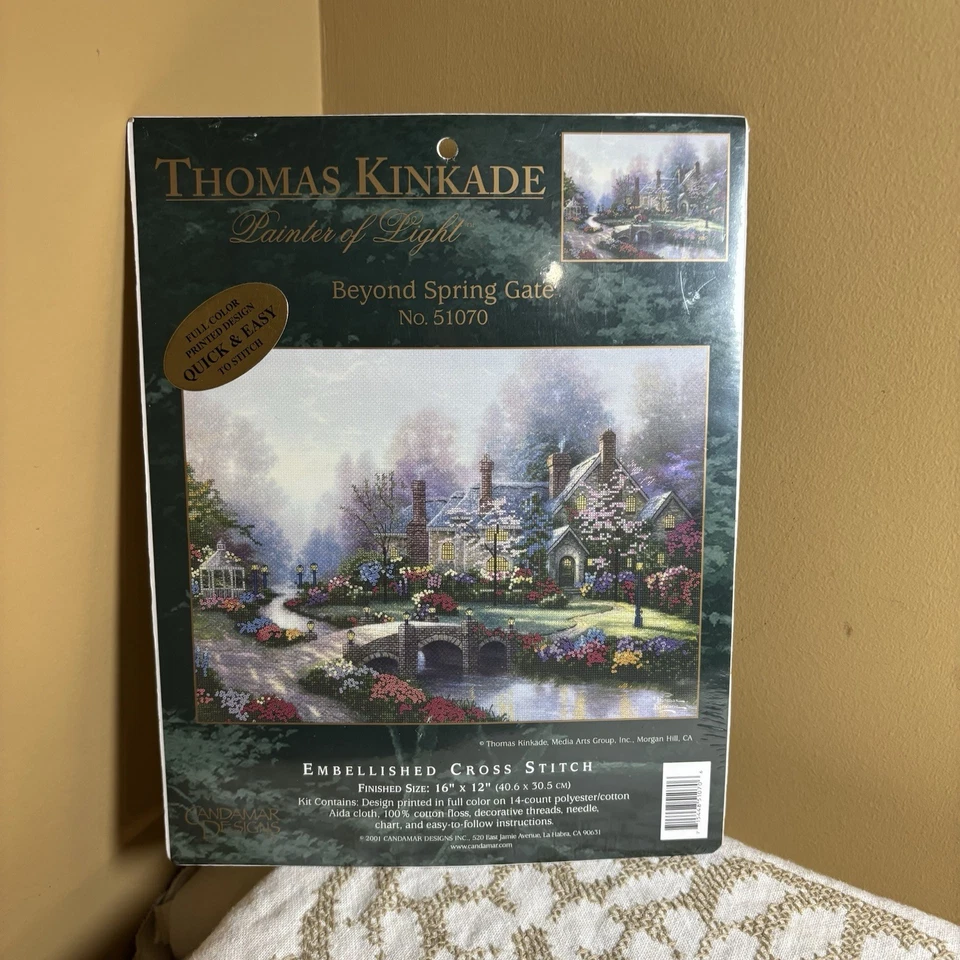 THOMAS KINKADE
Painter of Light
Beyond Spring Gate
No. 51070
FULL COLOR
PRINTED DESIGN
QUICK & EASY
TO STITCH
© Thomas Kinkade, Media Arts Group, Inc., Morgan Hill, CA
EMBELLISHED CROSS STITCH
FINISHED SIZE: 16" x 12" (40.6 x 30.5 CM)
Kit Contains: Design printed in full color on 14-count polyester/cotton
Aida cloth, 100% cotton floss, decorative threads, needle,
chart, and easy-to-follow instructions.
© 2001 CANDAMAR DESIGNS INC., 520 East Jamie Avenue, La Habra, CA 90631
www.candamar.com
CANDAMAR
DESIGNS